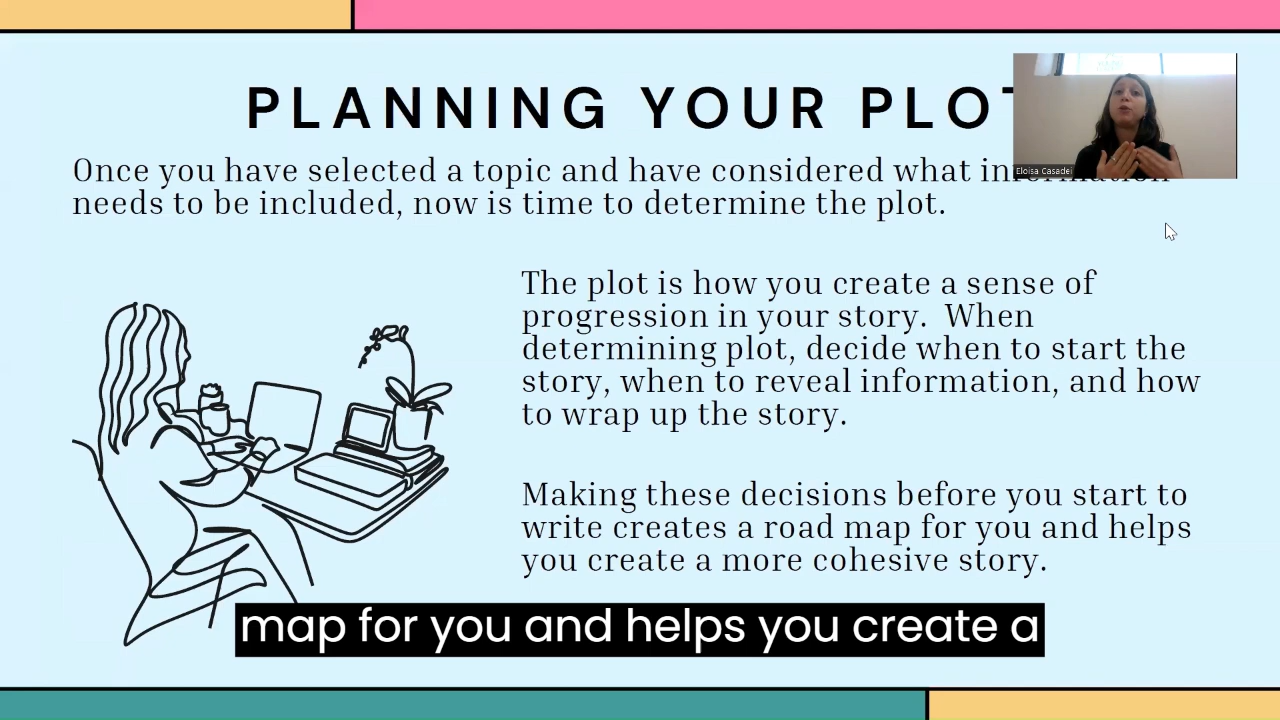 PLANNING YOUR PLOT
Eloisa Casadei
Once you have selected a topic and have considered what information
needs to be included, now is time to determine the plot.
The plot is how you create a sense of
progression in your story.  When
determining plot, decide when to start the
story, when to reveal information, and how
to wrap up the story.
Making these decisions before you start to
write creates a road map for you and helps
you create a more cohesive story.
map for you and helps you create a